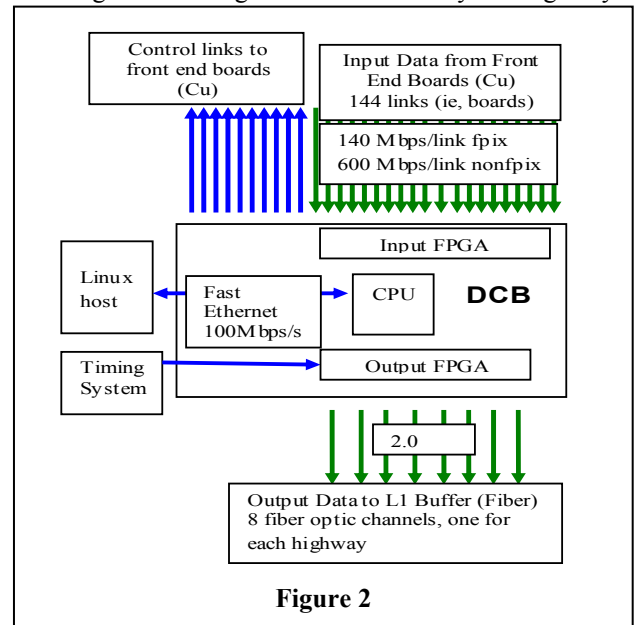 Control links to
front end boards
(Cu)
Input Data from Front
End Boards (Cu)
144 links (ie, boards)
140 Mbps/link fpix
600 Mbps/link nonfpix
Input FPGA
Linux
host
Fast
Ethernet
100Mbps/s
CPU
DCB
Timing
System
Output FPGA
2.0
Output Data to L1 Buffer (Fiber)
8 fiber optic channels, one for
each highway
Figure 2